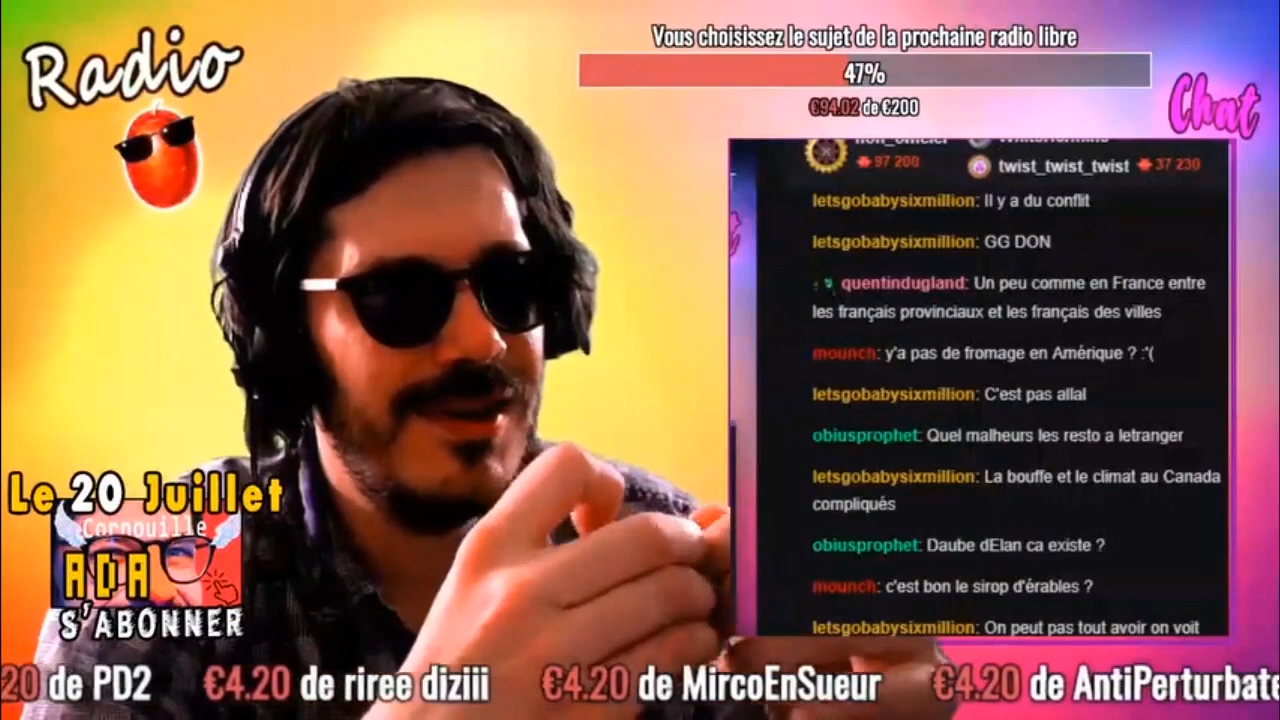 Radio
Vous choisissez le sujet de la prochaine radio libre
47%
€94.02 de €200
Chat
97 200
twist_twist_twist 37 230
letsgobabysixmillion: Il y a du conflit
letsgobabysixmillion: GG DON
quentindugland: Un peu comme en France entre
les français provinciaux et les français des villes
mounch: y'a pas de fromage en Amérique ? :'(
letsgobabysixmillion: C'est pas allal
obiusprophet: Quel malheurs les resto a letranger
letsgobabysixmillion: La bouffe et le climat au Canada
compliqués
obiusprophet: Daube dElan ca existe ?
mounch: c'est bon le sirop d'érables ?
letsgobabysixmillion: On peut pas tout avoir on voit
Le 20 Juillet
Cornouille
ADA
S'ABONNER
20 de PD2 €4.20 de riree diziii €4.20 de MircoEnSueur €4.20 de AntiPerturbate